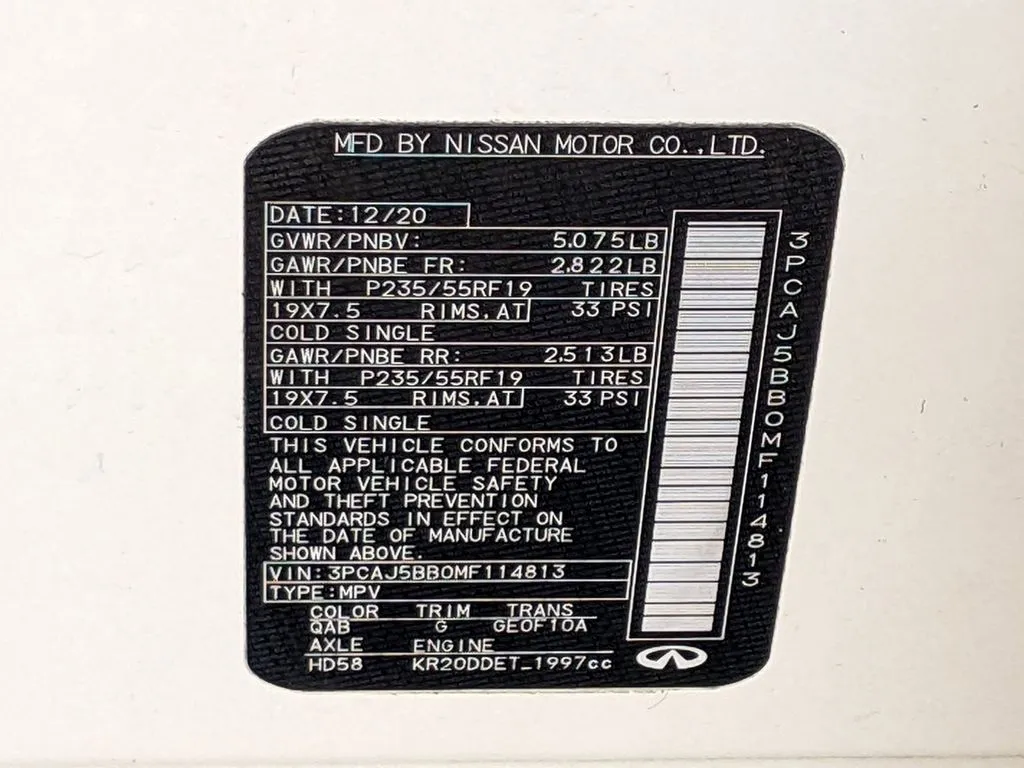 MFD BY NISSAN MOTOR CO.,LTD.
DATE:12/20
GVWR/PNBV: 5.075LB
GAWR/PNBE FR: 2.822LB
WITH P235/55RF19 TIRES
19X7.5 RIMS.AT 33 PSI
COLD SINGLE
GAWR/PNBE RR: 2.513LB
WITH P235/55RF19 TIRES
19X7.5 RIMS.AT 33 PSI
COLD SINGLE
THIS VEHICLE CONFORMS TO
ALL APPLICABLE FEDERAL
MOTOR VEHICLE SAFETY
AND THEFT PREVENTION
STANDARDS IN EFFECT ON
THE DATE OF MANUFACTURE
SHOWN ABOVE.
VIN:3PCAJ5BB0MF114813
TYPE:MPV
COLOR TRIM TRANS
QAB G GE0F10A
AXLE ENGINE
HD58 KR20DDET_1997cc
3PCAJ5BB0MF114813